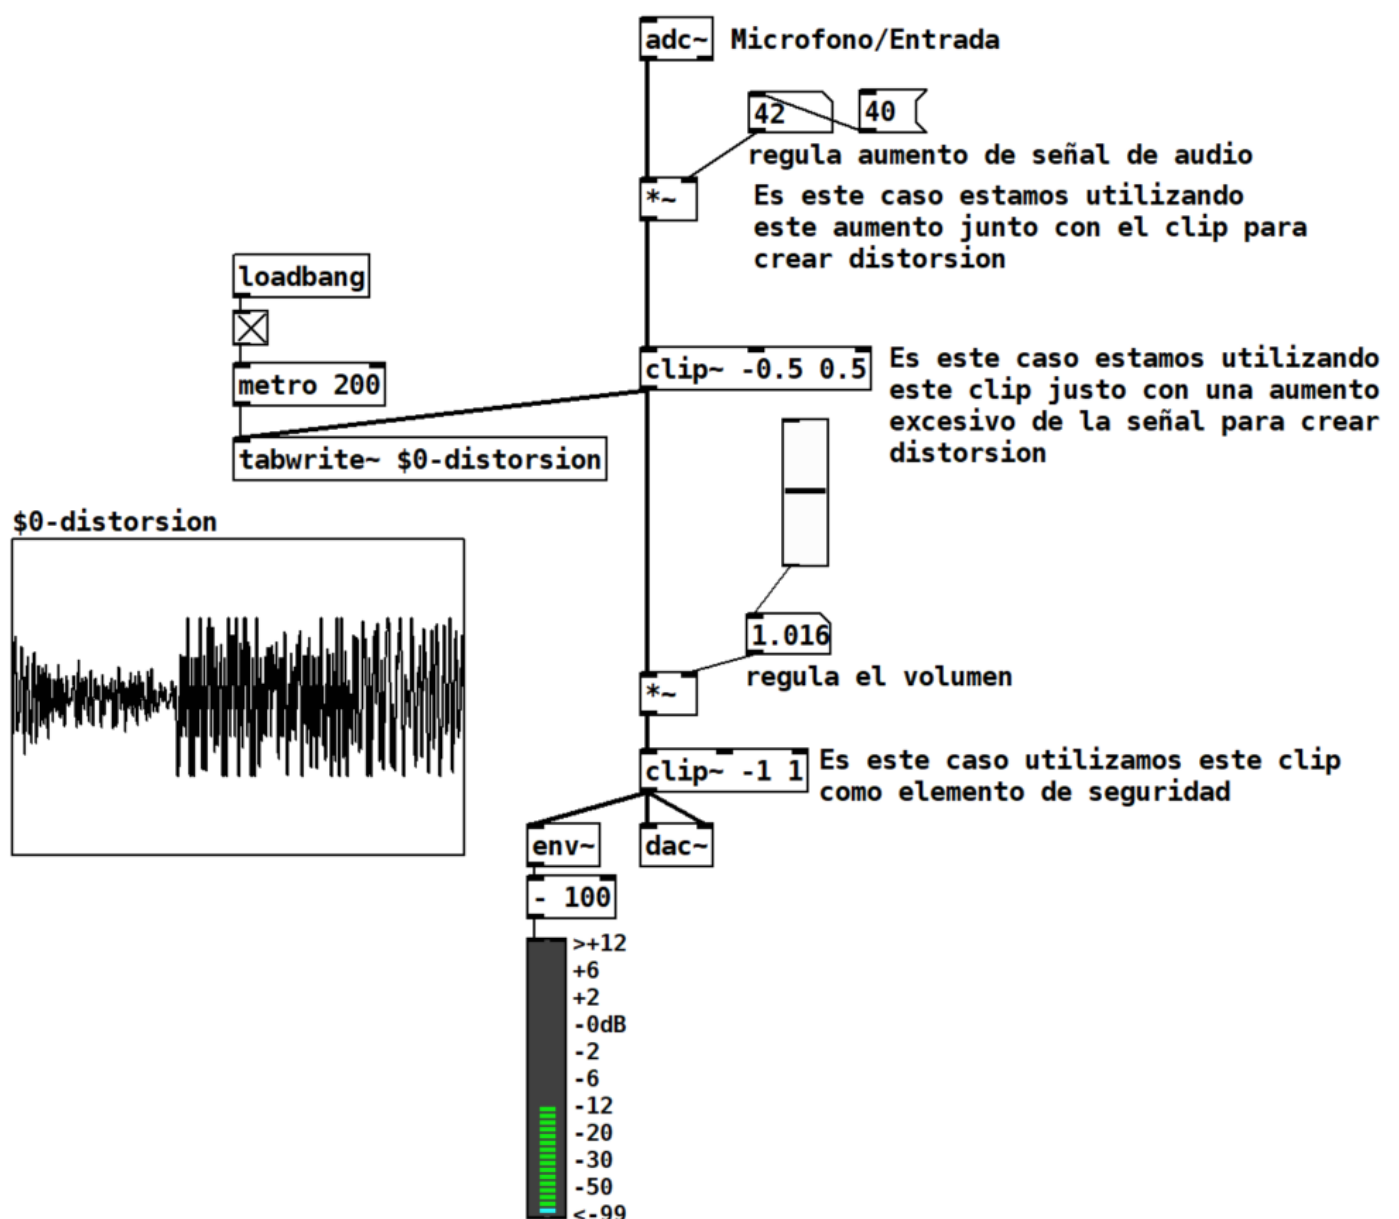 adc~ Microfono/Entrada
42 40
regula aumento de señal de audio
*~
Es este caso estamos utilizando
este aumento junto con el clip para
crear distorsion
loadbang
metro 200
tabwrite~ $0-distorsion
clip~ -0.5 0.5
Es este caso estamos utilizando
este clip justo con una aumento
excesivo de la señal para crear
distorsion
$0-distorsion
1.016
regula el volumen
*~
clip~ -1 1
Es este caso utilizamos este clip
como elemento de seguridad
env~ dac~
- 100
>+12
+6
+2
-0dB
-2
-6
-12
-20
-30
-50
<-99